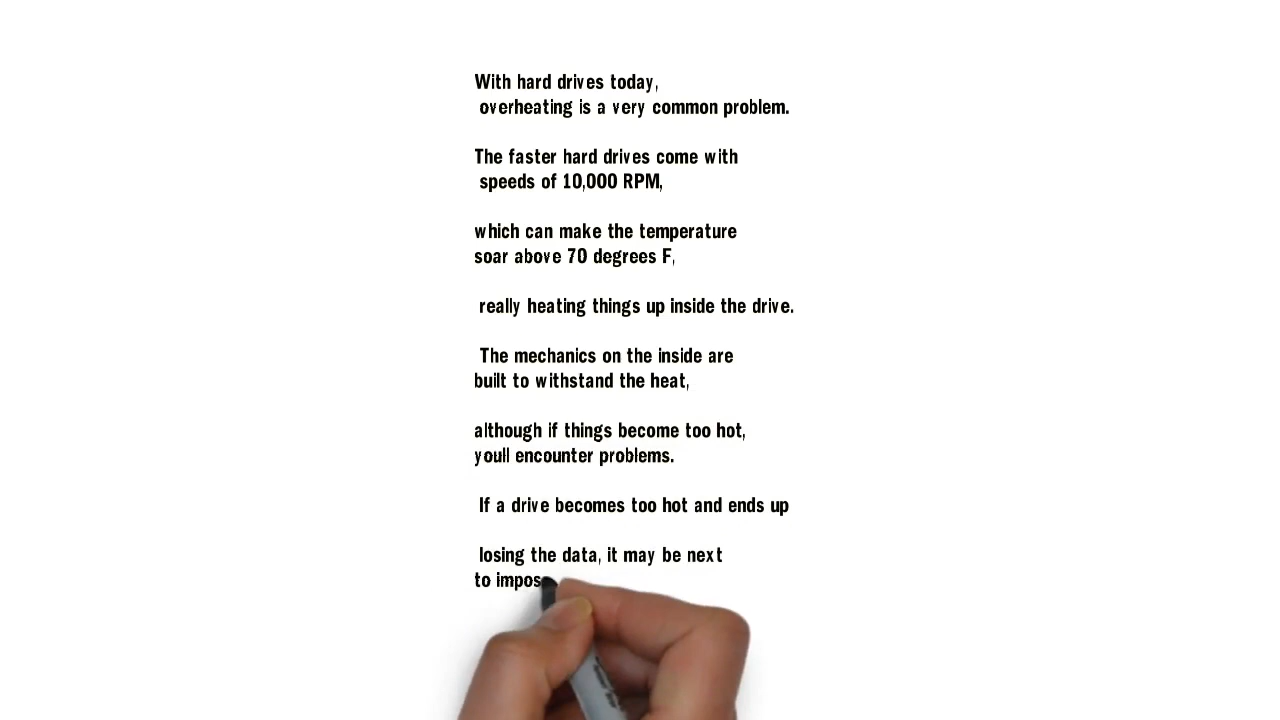 With hard drives today,
overheating is a very common problem.
The faster hard drives come with
speeds of 10,000 RPM,
which can make the temperature
soar above 70 degrees F,
really heating things up inside the drive.
The mechanics on the inside are
built to withstand the heat,
although if things become too hot,
youll encounter problems.
If a drive becomes too hot and ends up
losing the data, it may be next
to impos